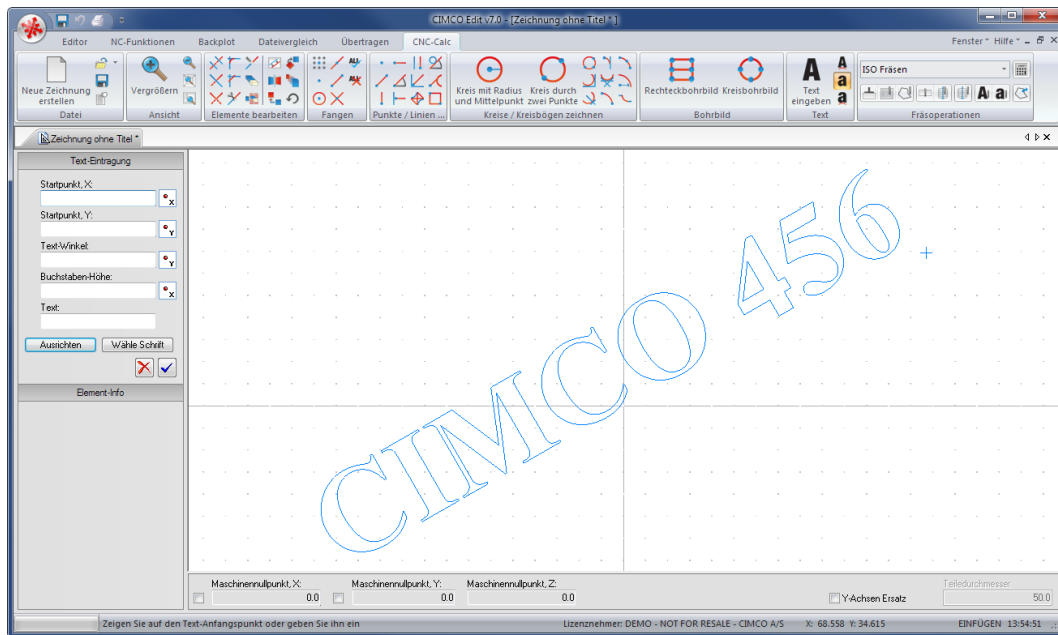 CIMCO Edit v7.0 - [Zeichnung ohne Titel * ]
Editor NC-Funktionen Backplot Dateivergleich Übertragen CNC-Calc Fenster Hilfe
Neue Zeichnung erstellen
Vergrößern
Kreis mit Radius und Mittelpunkt
Kreis durch zwei Punkte
Rechteckbohrbild Kreisbohrbild
Text eingeben
ISO Fräsen
Datei Ansicht Elemente bearbeiten Fangen Punkte / Linien ... Kreise / Kreisbögen zeichnen Bohrbild Text Fräsoperationen
Zeichnung ohne Titel *
Text-Eintragung
Startpunkt, X:
Startpunkt, Y:
Text-Winkel:
Buchstaben-Höhe:
Text:
Ausrichten Wähle Schrift
Element-Info
CIMCO 456
Maschinennullpunkt, X: Maschinennullpunkt, Y: Maschinennullpunkt, Z: Teiledurchmesser
0.0 0.0 0.0 Y-Achsen Ersatz 50.0
Zeigen Sie auf den Text-Anfangspunkt oder geben Sie ihn ein Lizenznehmer: DEMO - NOT FOR RESALE - CIMCO A/S X: 68.558 Y: 34.615 EINFÜGEN 13:54:51